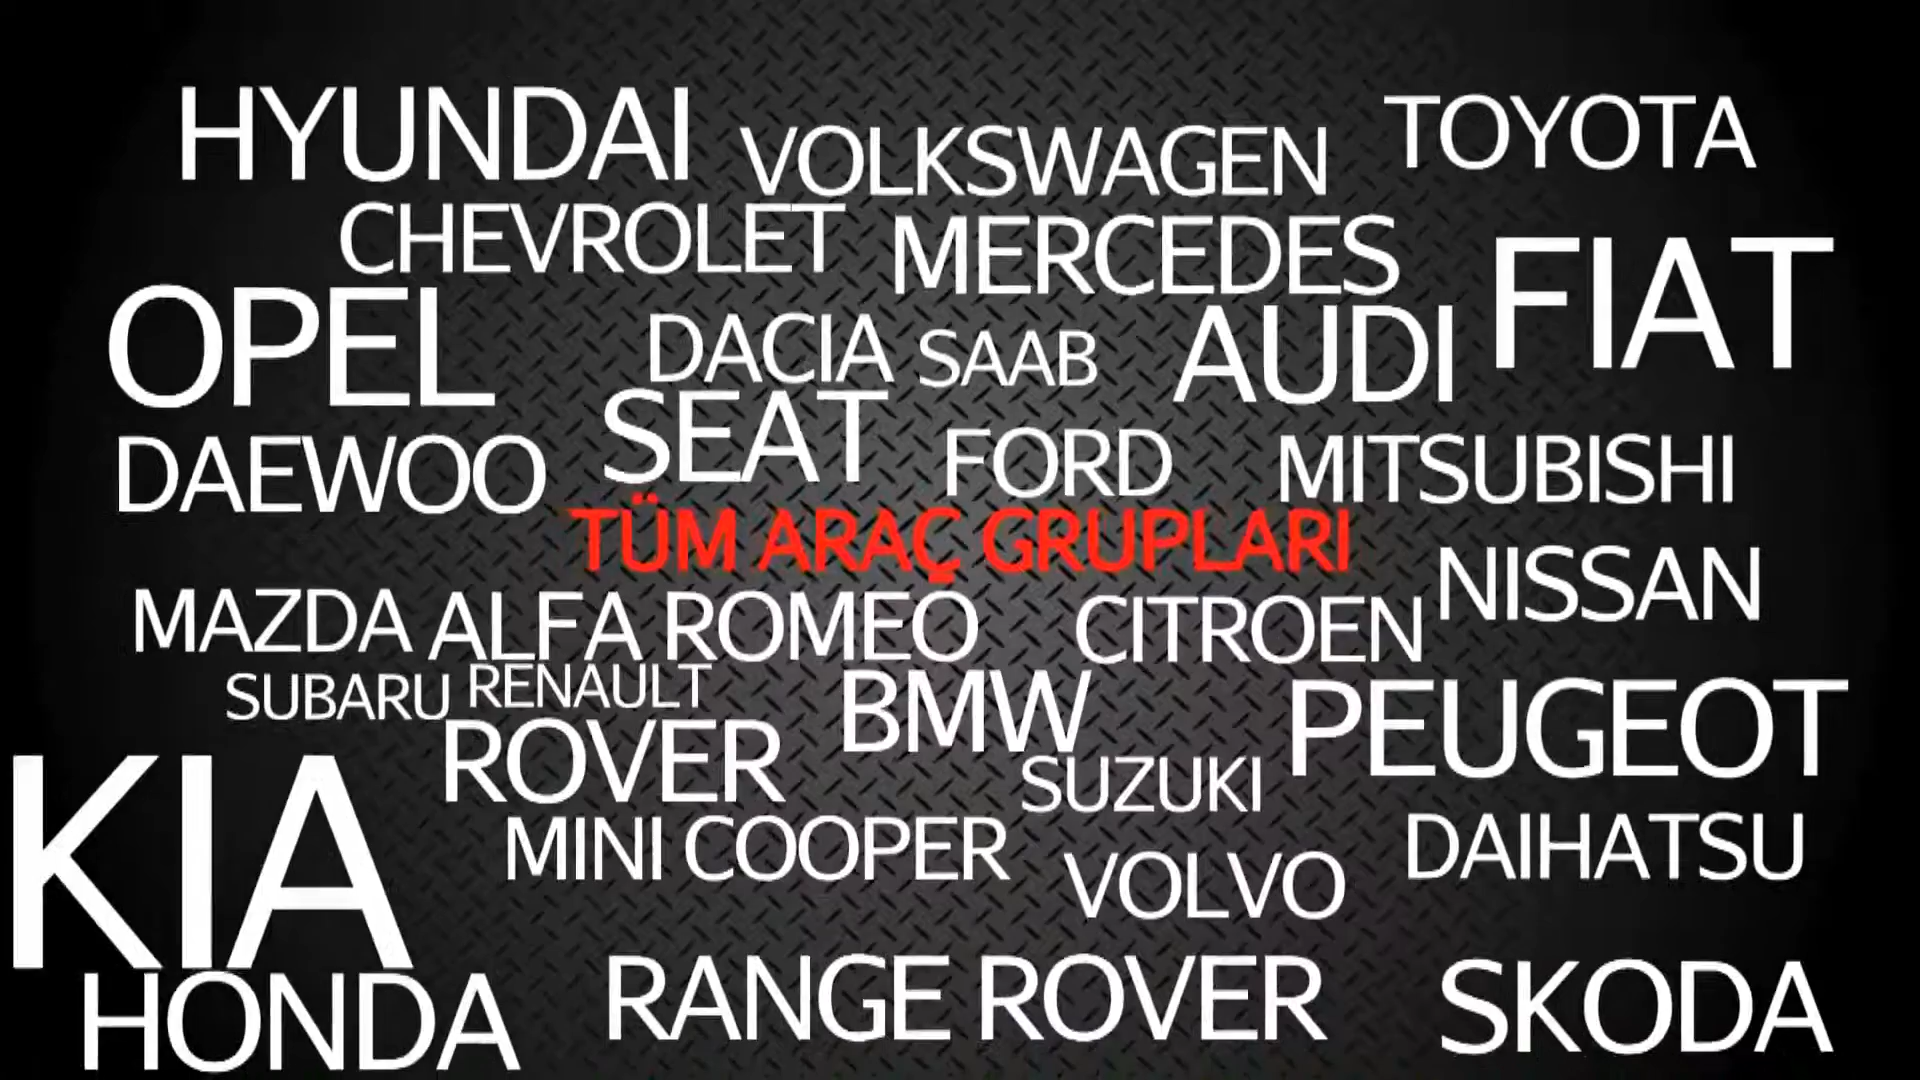 HYUNDAI
VOLKSWAGEN
TOYOTA
CHEVROLET
MERCEDES
FIAT
OPEL
DACIA
SAAB
AUDI
SEAT
FORD
DAEWOO
MITSUBISHI
TÜM ARAÇ GRUPLARI
NISSAN
MAZDA
ALFA ROMEO
CITROEN
SUBARU
RENAULT
BMW
PEUGEOT
ROVER
SUZUKI
KIA
MINI COOPER
VOLVO
DAIHATSU
HONDA
RANGE ROVER
SKODA